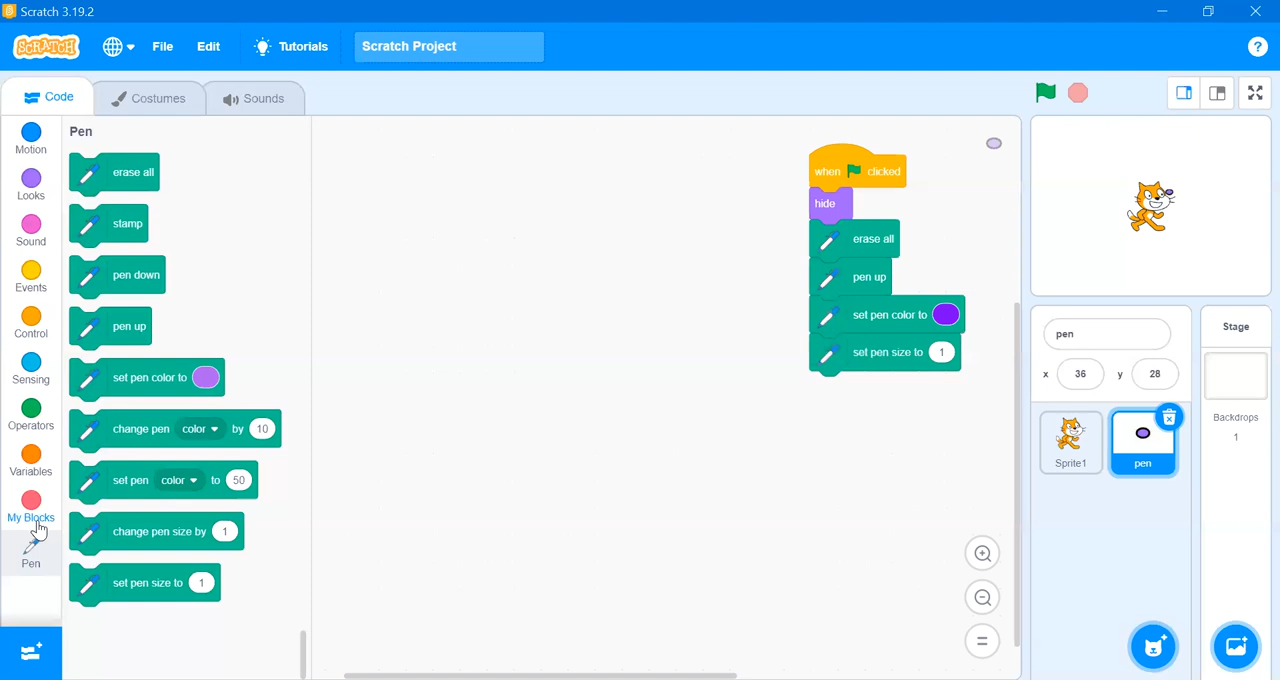 Scratch 3.19.2
SCRATCH
File
Edit
Tutorials
Scratch Project
?
Code
Costumes
Sounds
Motion
Looks
Sound
Events
Control
Sensing
Operators
Variables
My Blocks
Pen
Pen
erase all
stamp
pen down
pen up
set pen color to
change pen color by 10
set pen color to 50
change pen size by 1
set pen size to 1
when clicked
hide
erase all
pen up
set pen color to
set pen size to 1
pen
x 36 y 28
Sprite1
pen
Stage
Backdrops
1